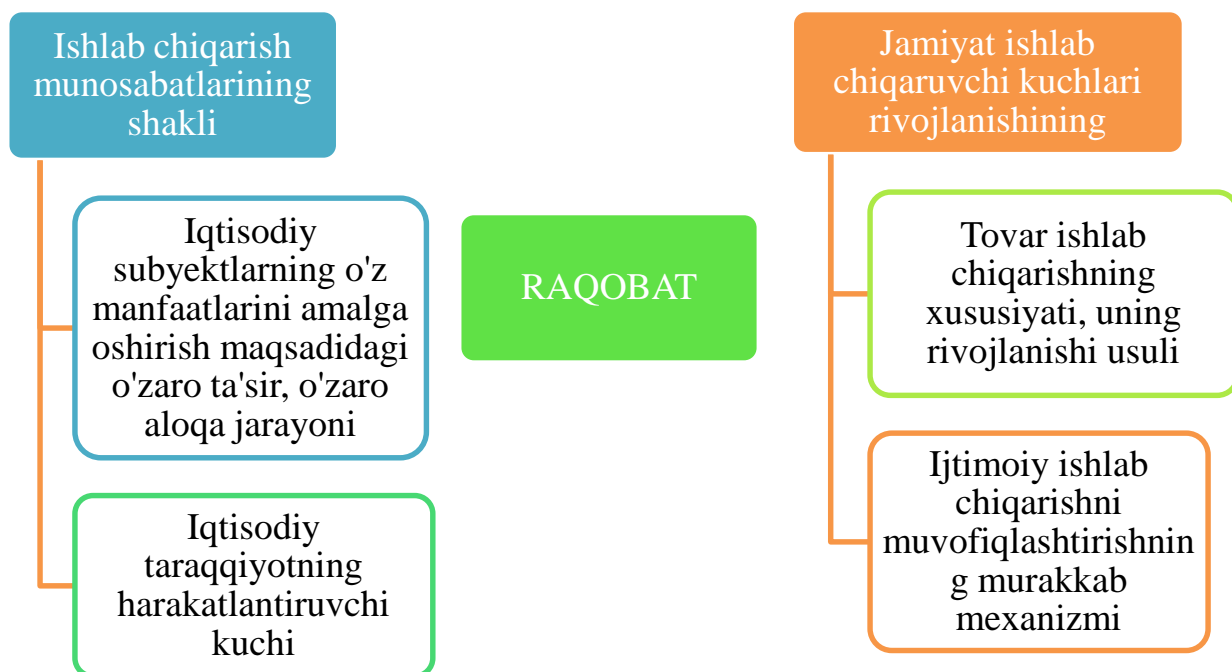 Ishlab chiqarish
munosabatlarining
shakli
Iqtisodiy
subyektlarning o'z
manfaatlarini amalga
oshirish maqsadidagi
o'zaro ta'sir, o'zaro
aloqa jarayoni
Iqtisodiy
taraqqiyotning
harakatlantiruvchi
kuchi
RAQOBAT
Jamiyat ishlab
chiqaruvchi kuchlari
rivojlanishining
Tovar ishlab
chiqarishning
xususiyati, uning
rivojlanishi usuli
Ijtimoiy ishlab
chiqarishni
muvofiqlashtirishnin
g murakkab
mexanizmi